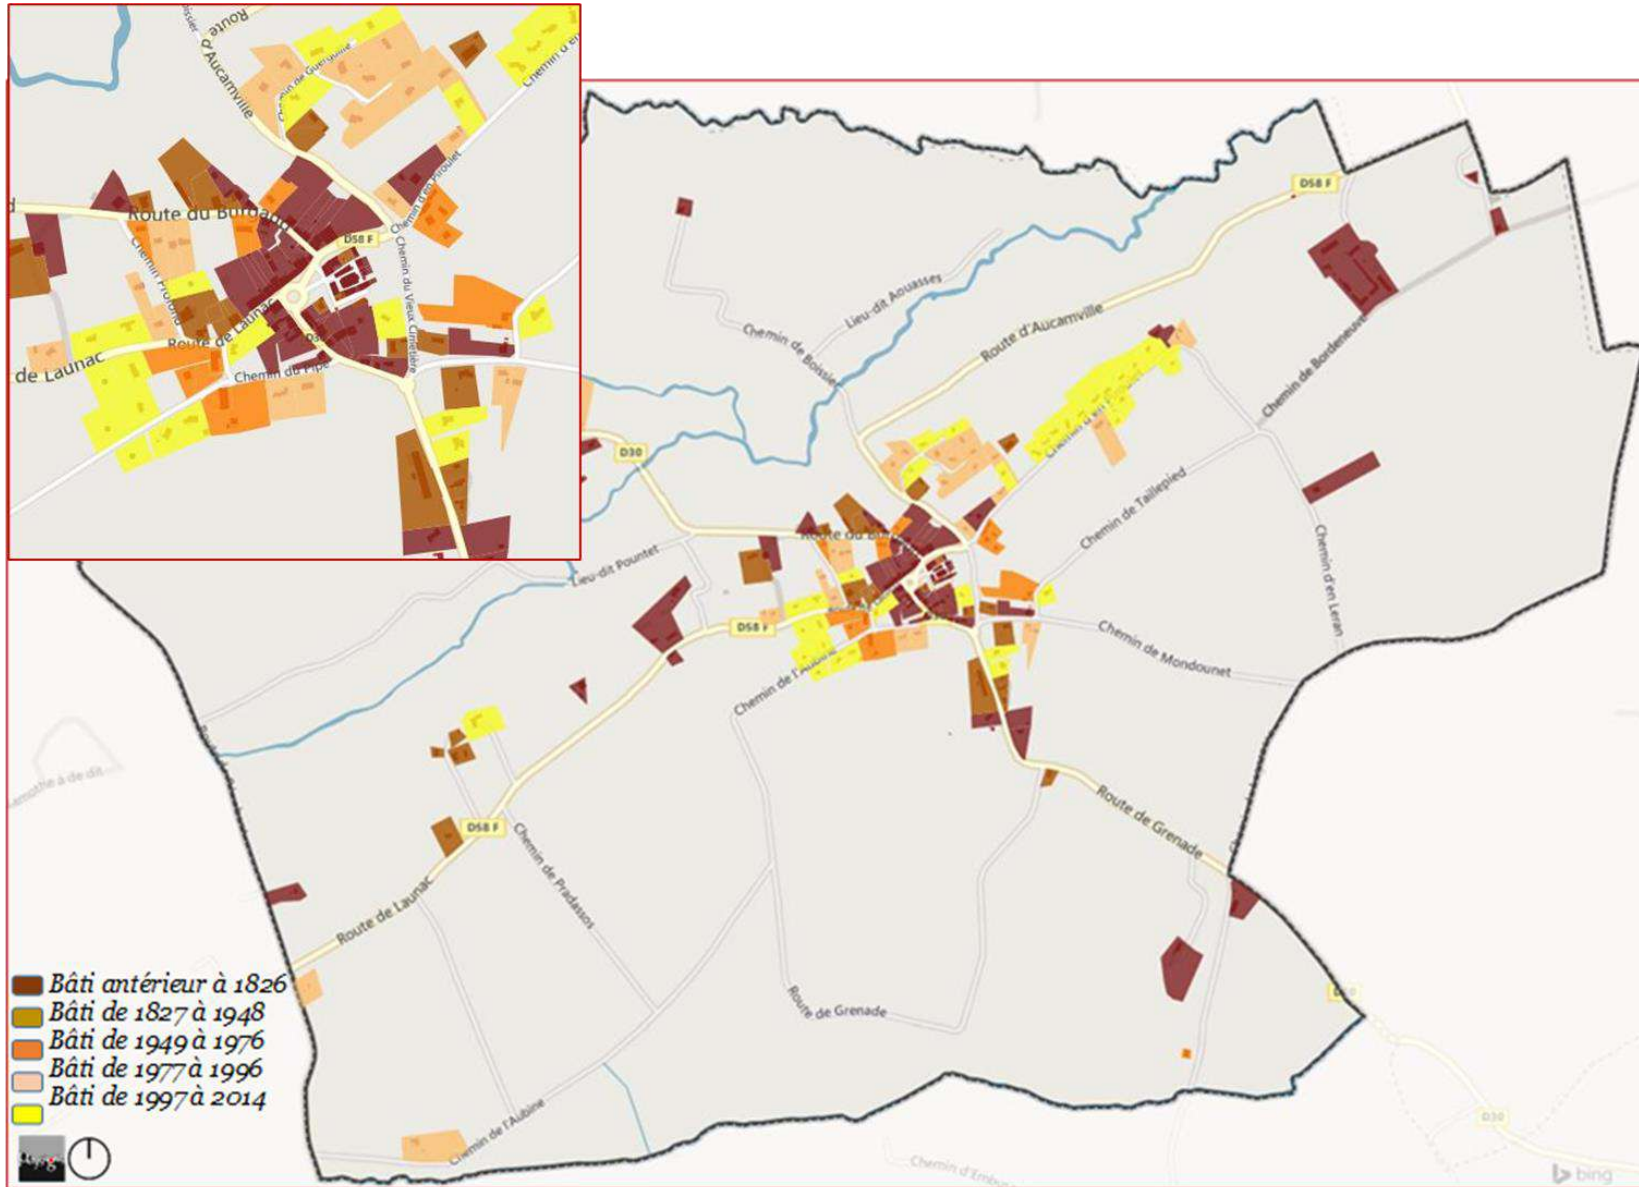 Route
d'Aucamville
Chemin d'en Piroulet
Route du Burgaud
D58 F
Chemin Profond
Chemin du Vieux Cimetière
Route de Launac
de Launac
Chemin du Pipe
D58 F
D30
Lieu-dit Aouasses
Chemin de Boissier
Route d'Aucamville
Chemin de Bordeneuve
Chemin de Taillepied
Chemin d'en Leran
Lieu-dit Pountet
D58 F
Chemin de l'Aubine
Chemin de Mondounet
Route de Grenade
D58 F
Chemin de Pradassos
Route de Launac
Route de Grenade
Chemin de l'Aubine
D30
Bâti antérieur à 1826
Bâti de 1827 à 1948
Bâti de 1949 à 1976
Bâti de 1977 à 1996
Bâti de 1997 à 2014
bing